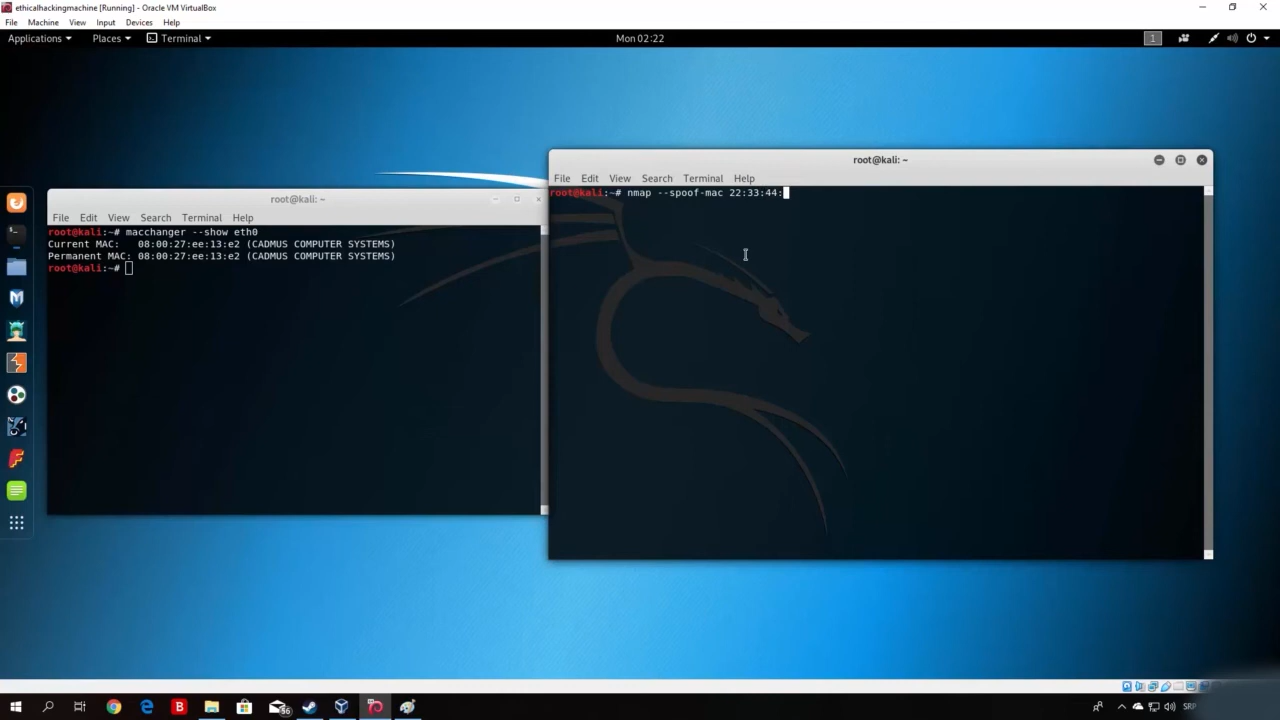 ethicalhackingmachine [Running] - Oracle VM VirtualBox
File Machine View Input Devices Help
Applications Places Terminal Mon 02:22 1
root@kali: ~
File Edit View Search Terminal Help
root@kali:~# macchanger --show eth0
Current MAC: 08:00:27:ee:13:e2 (CADMUS COMPUTER SYSTEMS)
Permanent MAC: 08:00:27:ee:13:e2 (CADMUS COMPUTER SYSTEMS)
root@kali:~#
root@kali: ~
File Edit View Search Terminal Help
root@kali:~# nmap --spoof-mac 22:33:44:
B 56 SRP